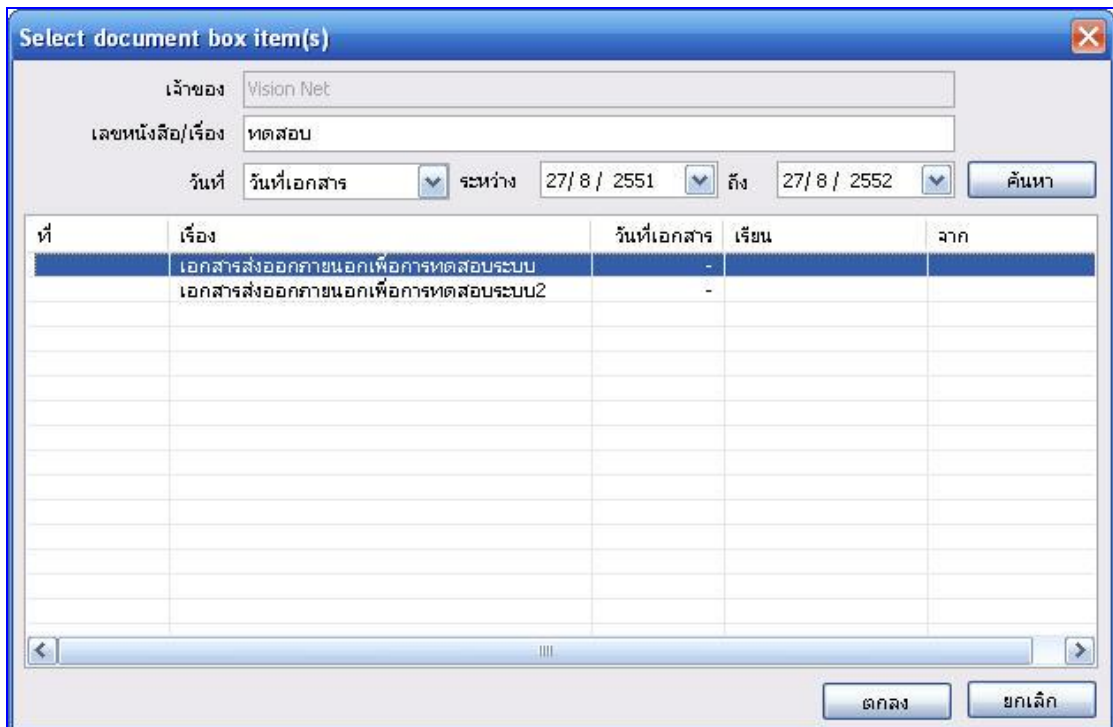 Select document box item(s)
เจ้าของ Vision Net
เลขหนังสือ/เรื่อง ทดสอบ
วันที่ วันที่เอกสาร ระหว่าง 27/ 8 / 2551 ถึง 27/ 8 / 2552 ค้นหา
ที่ เรื่อง วันที่เอกสาร เรียน จาก
เอกสารส่งออกภายนอกเพื่อการทดสอบระบบ -
เอกสารส่งออกภายนอกเพื่อการทดสอบระบบ2 -
ตกลง ยกเลิก